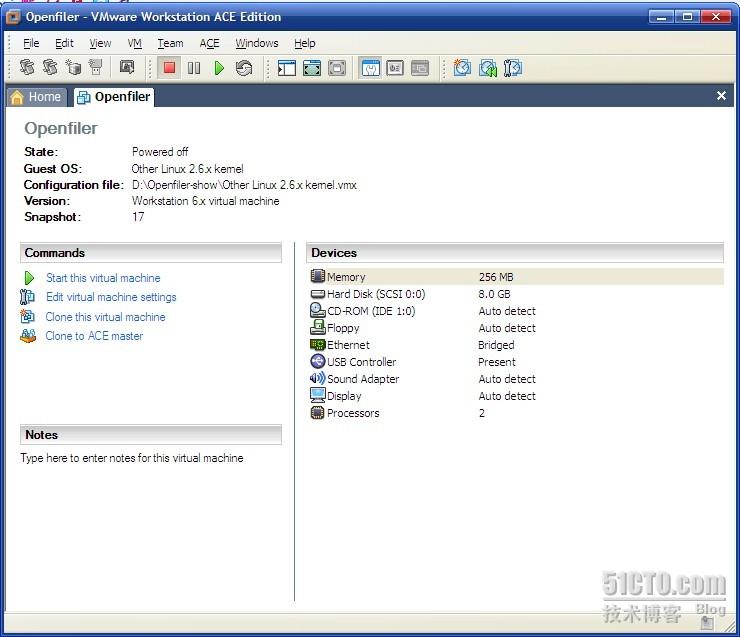 Openfiler - VMware Workstation ACE Edition
File Edit View VM Team ACE Windows Help
Home Openfiler
Openfiler
State: Powered off
Guest OS: Other Linux 2.6.x kernel
Configuration file: D:\Openfiler-show\Other Linux 2.6.x kernel.vmx
Version: Workstation 6.x virtual machine
Snapshot: 17
Commands
Start this virtual machine
Edit virtual machine settings
Clone this virtual machine
Clone to ACE master
Notes
Type here to enter notes for this virtual machine
Devices
Memory 256 MB
Hard Disk (SCSI 0:0) 8.0 GB
CD-ROM (IDE 1:0) Auto detect
Floppy Auto detect
Ethernet Bridged
USB Controller Present
Sound Adapter Auto detect
Display Auto detect
Processors 2
51CTO.com
技术博客 Blog